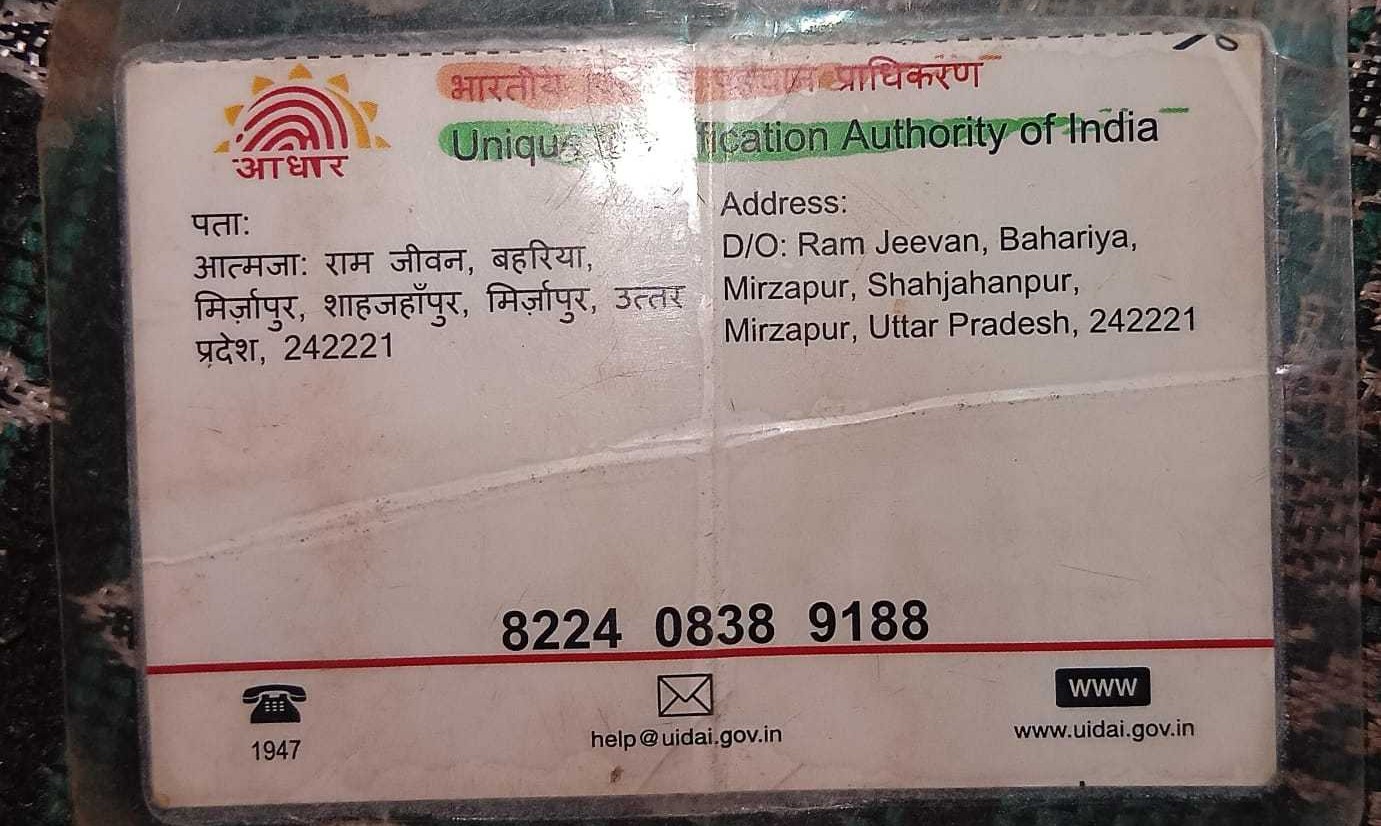 भारतीय प्राधिकरण
Unique Authority of India
आधार
पता:
आत्मजा: राम जीवन, बहरिया,
मिर्ज़ापुर, शाहजहाँपुर, मिर्ज़ापुर, उत्तर
प्रदेश, 242221
Address:
D/O: Ram Jeevan, Bahariya,
Mirzapur, Shahjahanpur,
Mirzapur, Uttar Pradesh, 242221
8224 0838 9188
1947
help@uidai.gov.in
WWW
www.uidai.gov.in